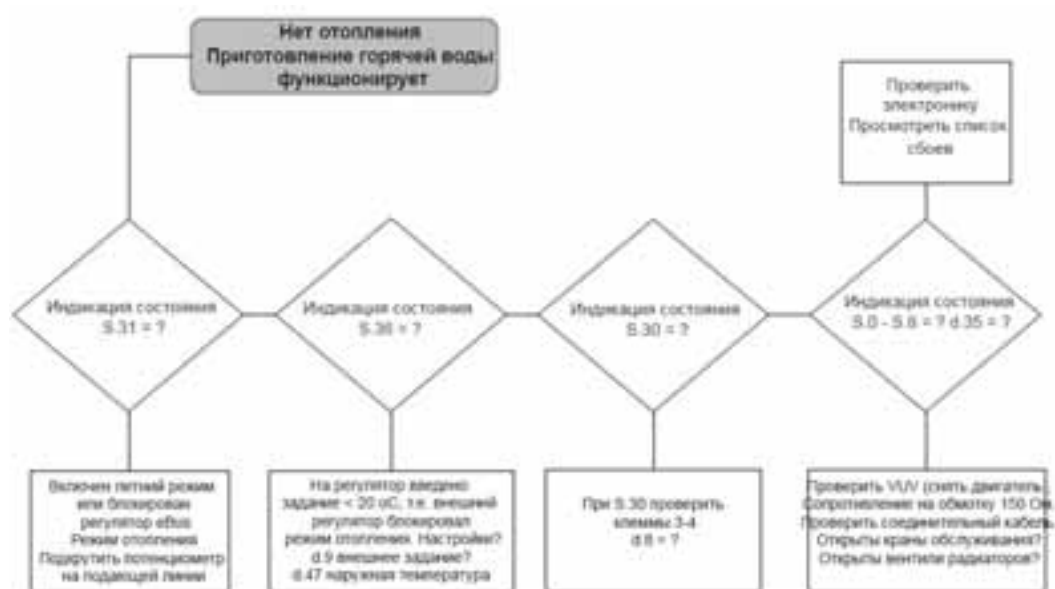 Нет отопления
Приготовление горячей воды
функционирует
Проверить
электронику
Просмотреть список
сбоев
Индикация состояния
S.31 = ?
Индикация состояния
S.36 = ?
Индикация состояния
S.30 = ?
Индикация состояния
S.0 - S.8 = ? d.35 = ?
Включен летний режим
или блокирован
регулятор eBus
Режим отопления
Подкрутить потенциометр
на подающей линии
На регулятор введено
задание < 20 оС, т.е. внешний
регулятор блокировал
режим отопления. Настройки?
d.9 внешнее задание?
d.47 наружная температура
При S.30 проверить
клеммы 3-4
d.8 = ?
Проверить VUV (снять двигатель,
Сопротивление на обмотку 150 Ом
Проверить соединительный кабель
Открыты краны обслуживания?
Открыты вентили радиаторов?